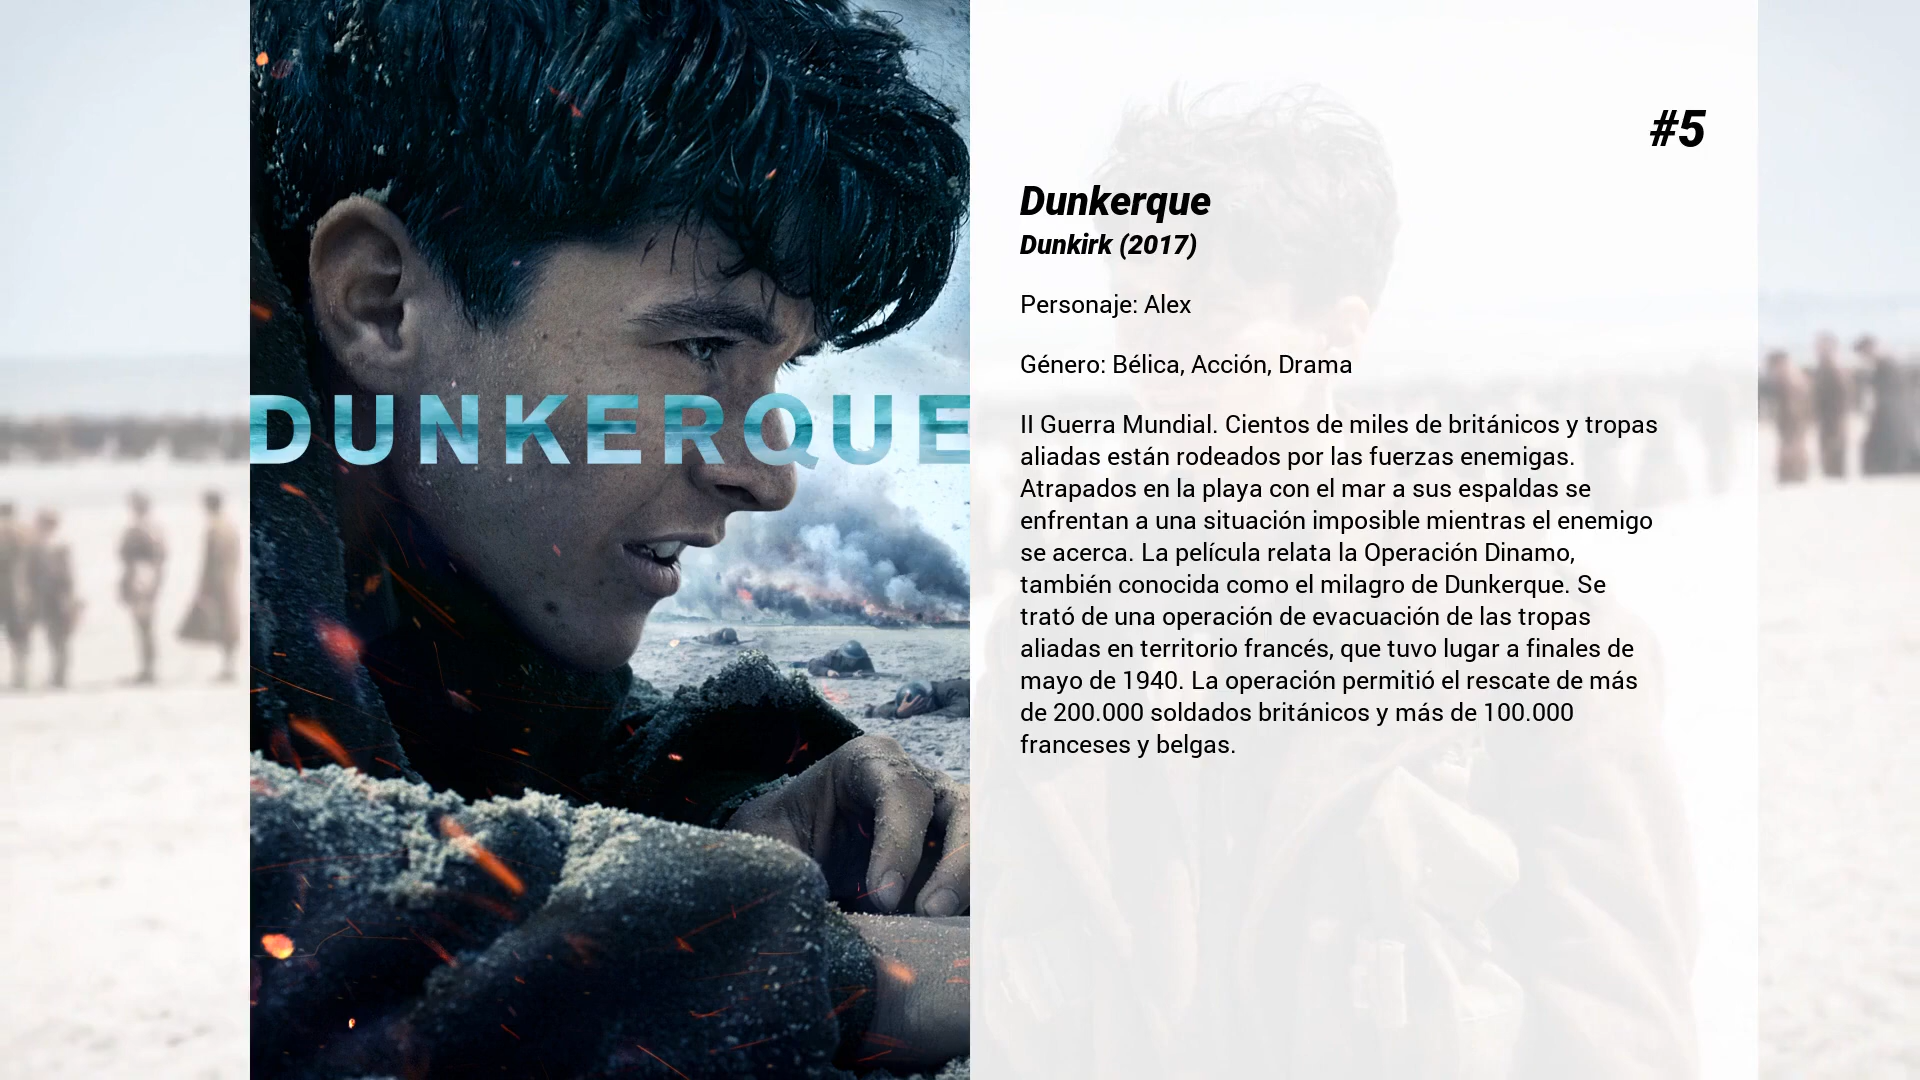 DUNKERQUE
#5
Dunkerque
Dunkirk (2017)
Personaje: Alex
Género: Bélica, Acción, Drama
II Guerra Mundial. Cientos de miles de británicos y tropas
aliadas están rodeados por las fuerzas enemigas.
Atrapados en la playa con el mar a sus espaldas se
enfrentan a una situación imposible mientras el enemigo
se acerca. La película relata la Operación Dinamo,
también conocida como el milagro de Dunkerque. Se
trató de una operación de evacuación de las tropas
aliadas en territorio francés, que tuvo lugar a finales de
mayo de 1940. La operación permitió el rescate de más
de 200.000 soldados británicos y más de 100.000
franceses y belgas.